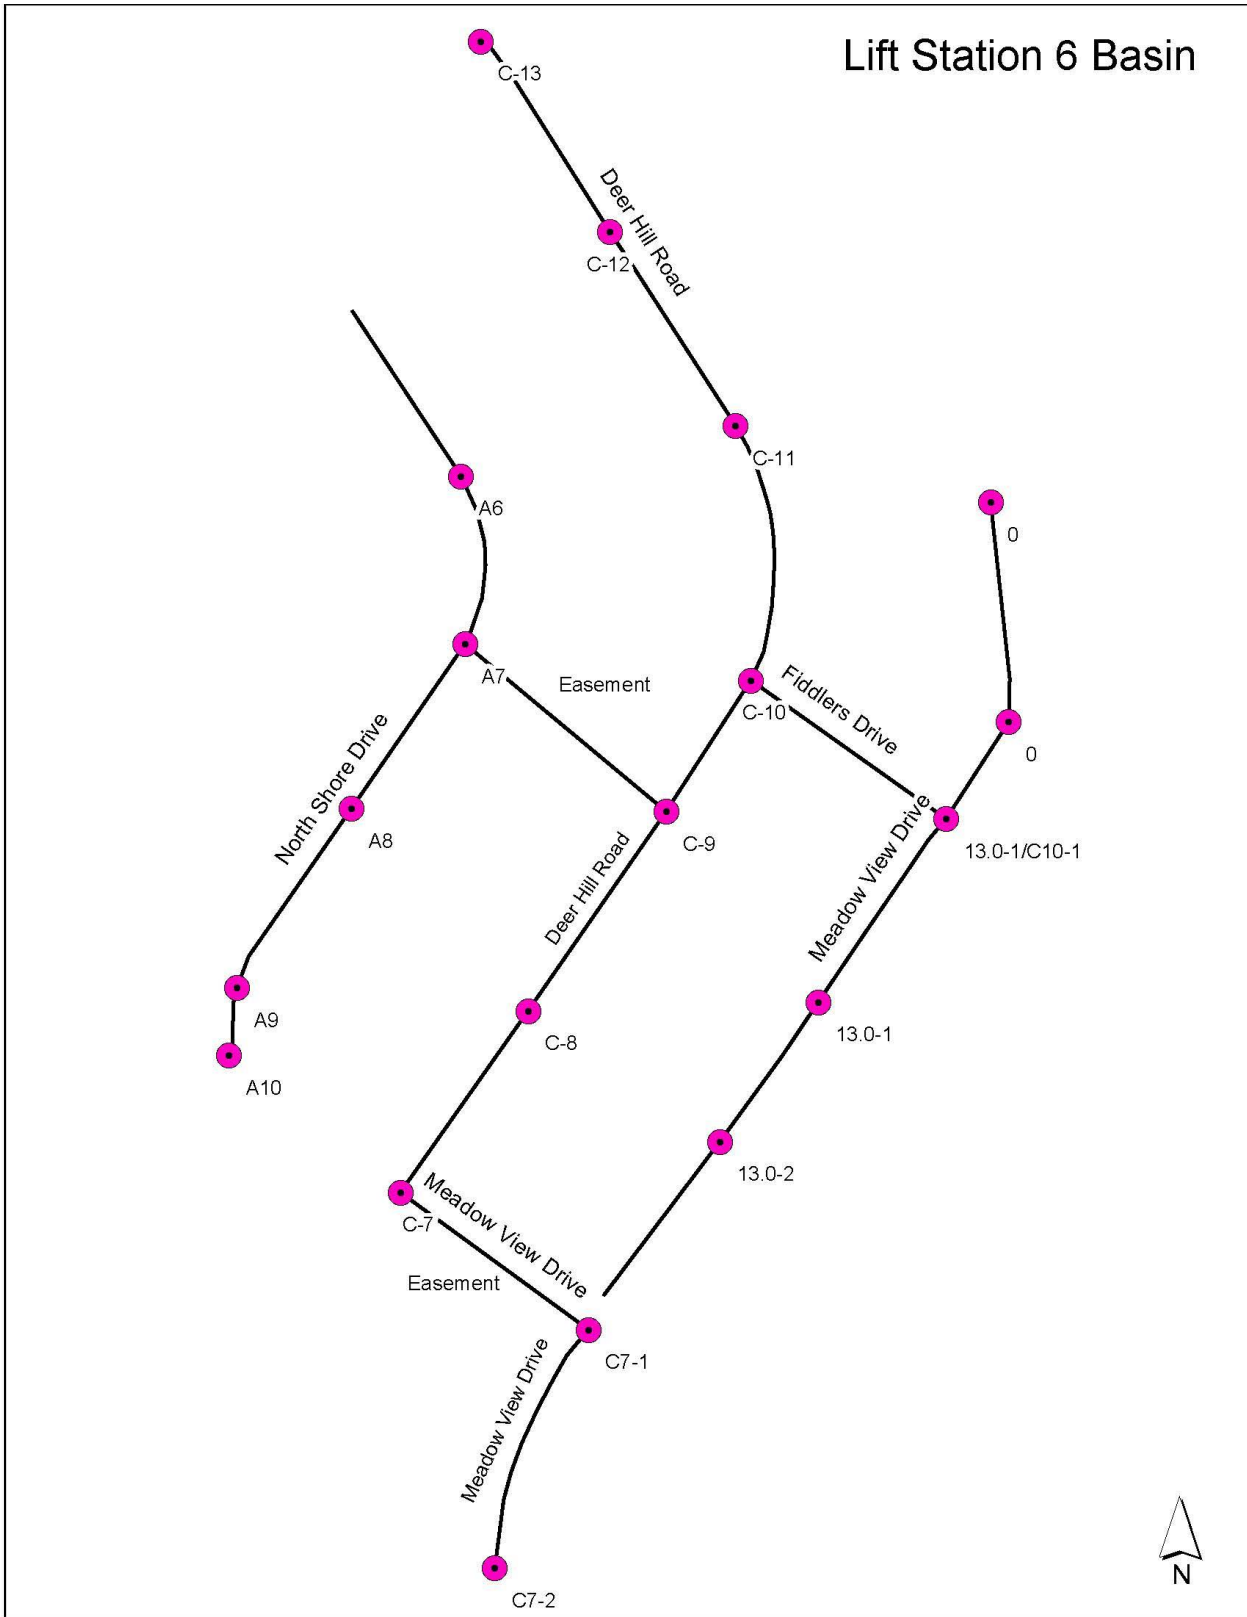 Lift Station 6 Basin
C-13
Deer Hill Road
C-12
C-11
A6
0
A7
Easement
C-10
Fiddlers Drive
0
North Shore Drive
A8
C-9
13.0-1/C10-1
Deer Hill Road
Meadow View Drive
A9
C-8
13.0-1
A10
13.0-2
C-7
Meadow View Drive
Easement
C7-1
Meadow View Drive
C7-2
N